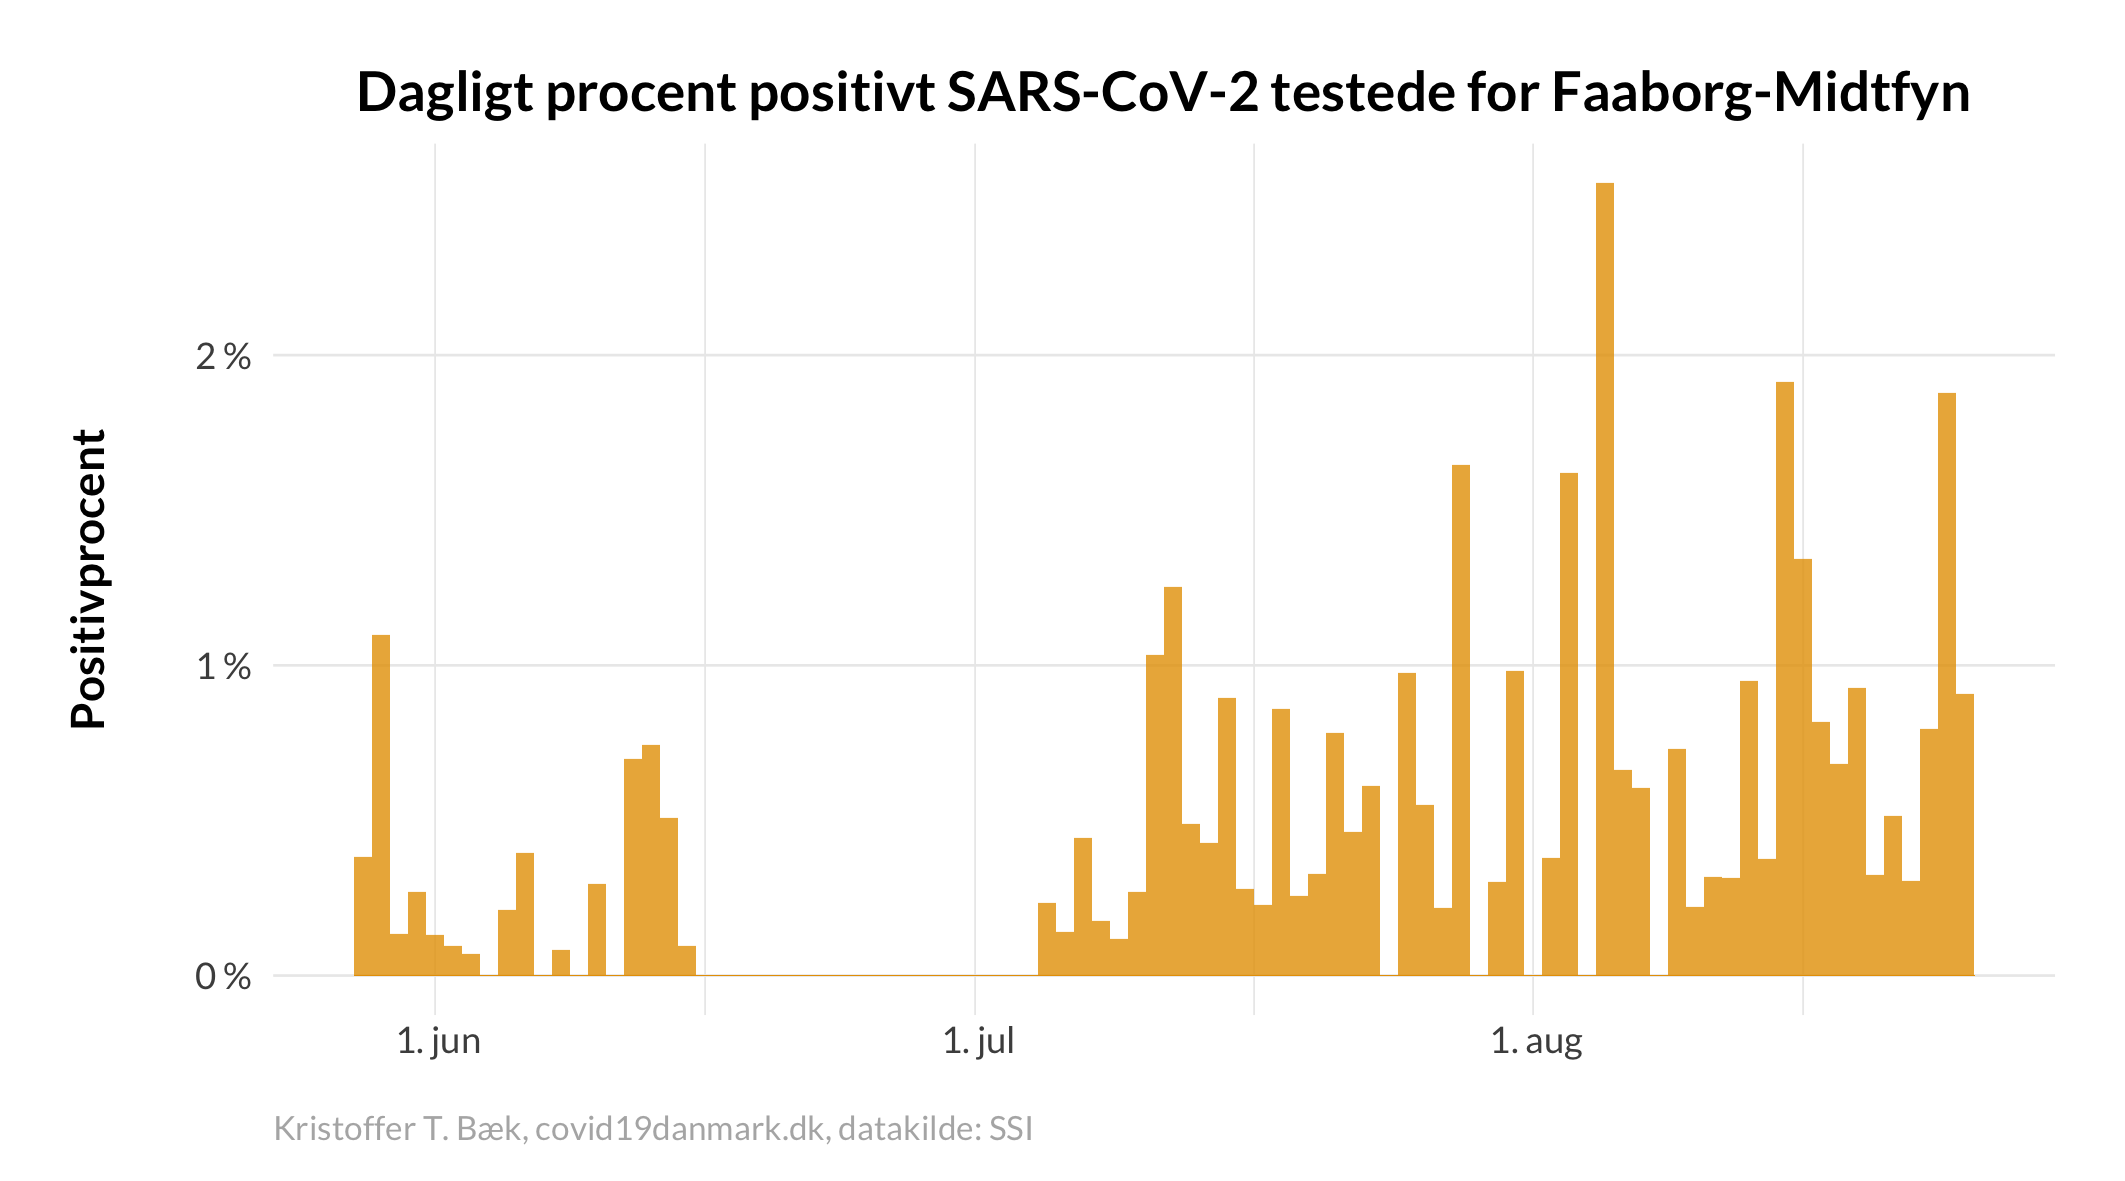 Dagligt procent positivt SARS-CoV-2 testede for Faaborg-Midtfyn
Positivprocent
2 %
1 %
0 %
1. jun
1. jul
1. aug
Kristoffer T. Bæk, covid19danmark.dk, datakilde: SSI